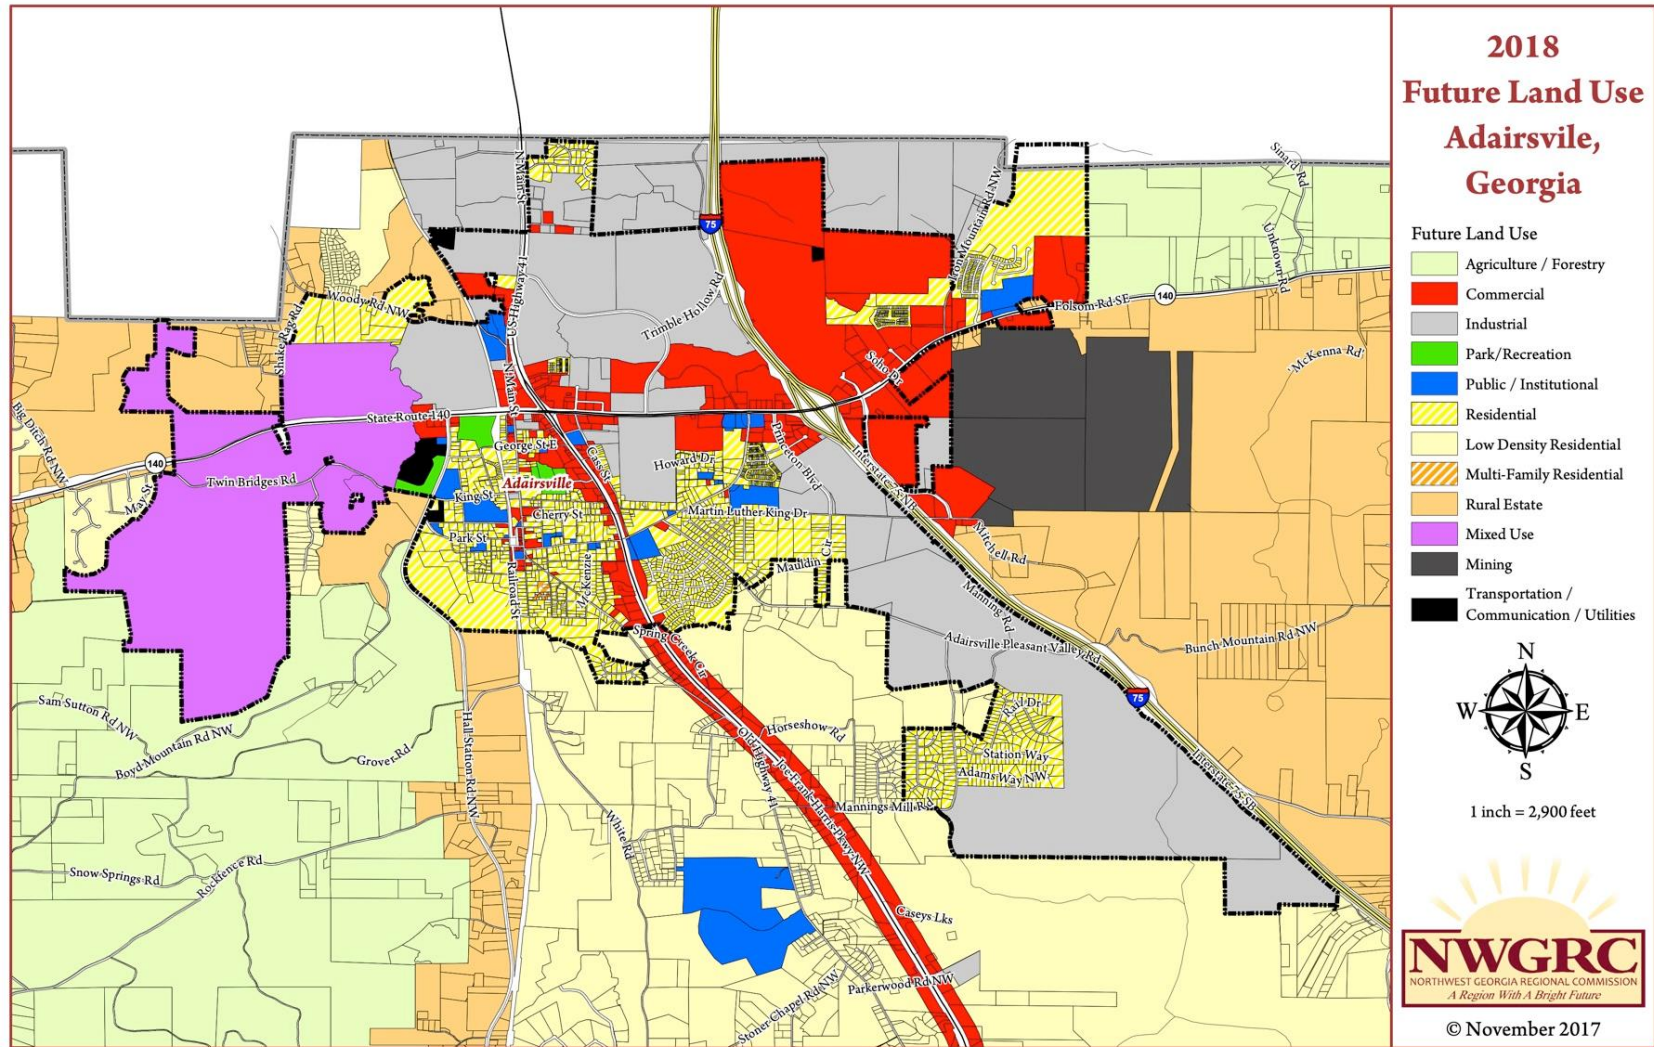 2018
Future Land Use
Adairsvile,
Georgia
Future Land Use
Agriculture / Forestry
Commercial
Industrial
Park/Recreation
Public / Institutional
Residential
Low Density Residential
Multi-Family Residential
Rural Estate
Mixed Use
Mining
Transportation /
Communication / Utilities
N
W E
S
1 inch = 2,900 feet
NWGRC
NORTHWEST GEORGIA REGIONAL COMMISSION
A Region With A Bright Future
© November 2017
N Main St
75
Sinard Rd
Unknown Rd
US Highway 41
Woody Rd NW
Shake Rag Rd
Trimble Hollow Rd
Folsom Rd SE
140
McKenna Rd
Soho Dr
N Main St
State Route 140
Big Ditch Rd NW
140
May St
Twin Bridges Rd
George St E
Cass St
Howard Dr
Princeton Blvd
Interstate 75 NB
King St
Adairsville
Cherry St
Martin Luther King Dr
Park St
McKenzie
Railroad St
Mauldin Cir
Mitchell Rd
Manning Rd
Spring Creek Cir
Adairsville Pleasant Valley Rd
Bunch Mountain Rd NW
75
Sam Sutton Rd NW
Boyd Mountain Rd NW
Grover Rd
Hall Station Rd NW
Horseshow Rd
Old Highway 41
Joe Frank Harris Pkwy NW
Rail Dr
Station Way
Adams Way NW
Mannings Mill Rd
Interstate 75 SB
White Rd
Snow Springs Rd
Rockfence Rd
Caseys Lks
Parkerwood Rd NW
Stoner Chapel Rd NW